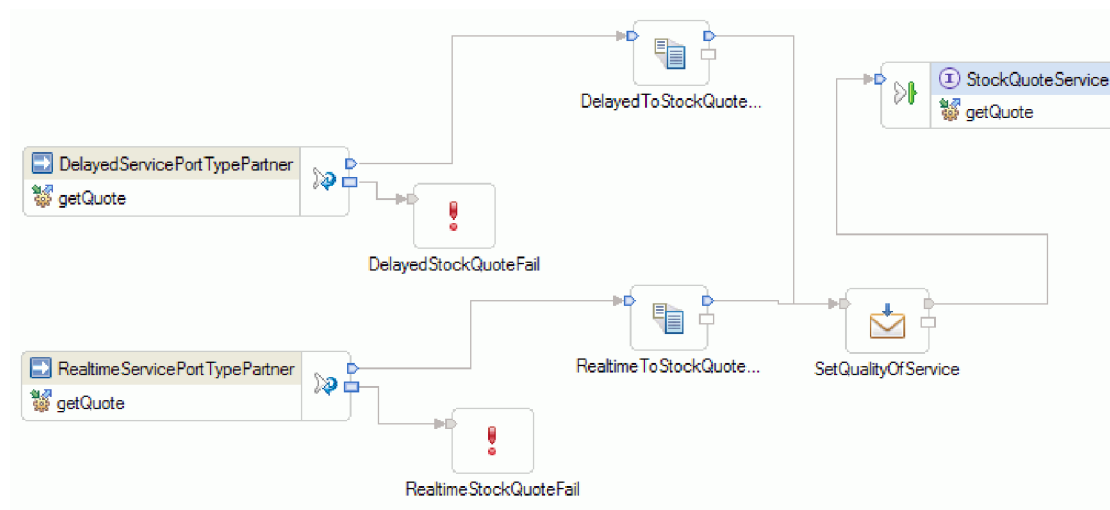 DelayedToStockQuote...
I StockQuoteService
getQuote
DelayedServicePortTypePartner
getQuote
DelayedStockQuoteFail
RealtimeToStockQuote...
SetQualityOfService
RealtimeServicePortTypePartner
getQuote
RealtimeStockQuoteFail